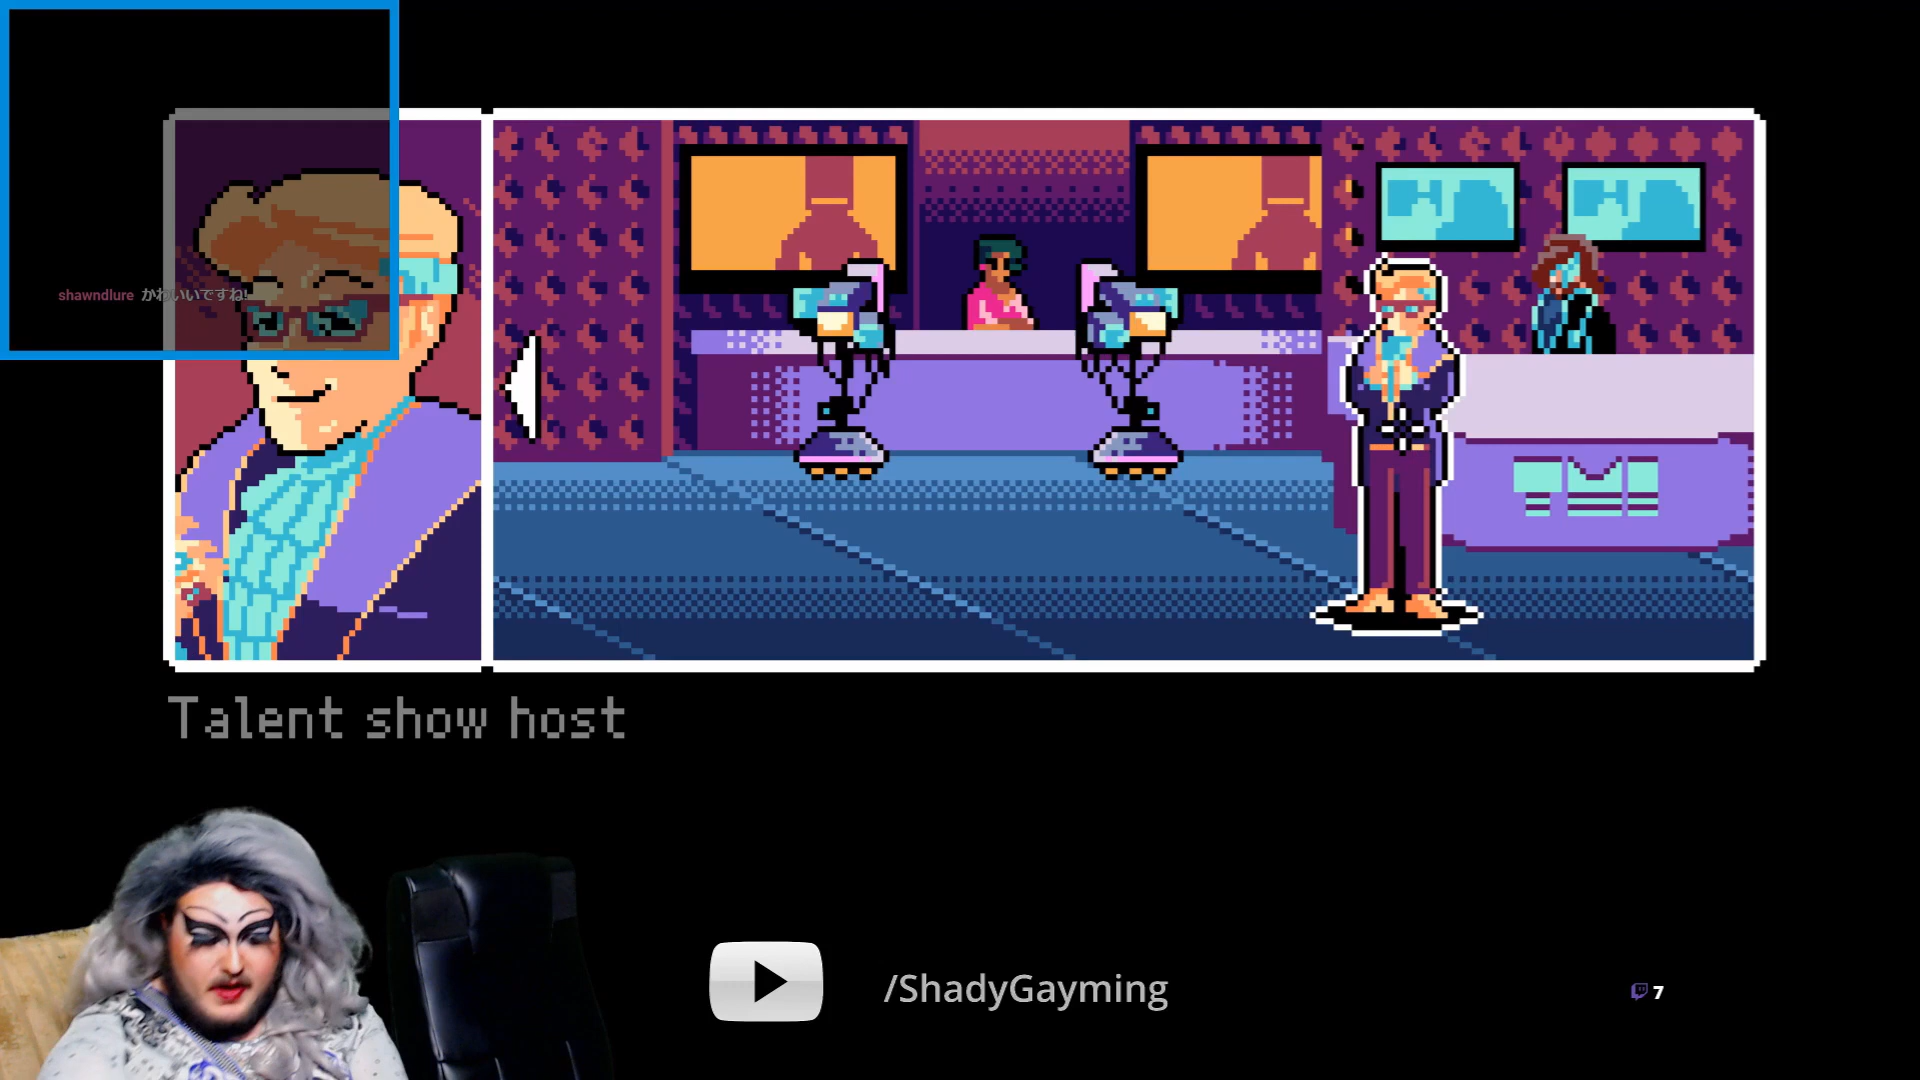 shawndlure かわいいですね!
Talent show host
/ShadyGayming
7